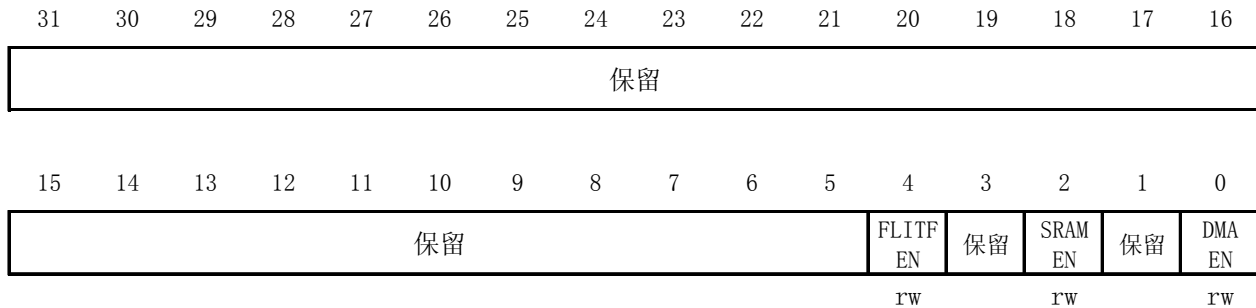 31 30 29 28 27 26 25 24 23 22 21 20 19 18 17 16
保留
15 14 13 12 11 10 9 8 7 6 5 4 3 2 1 0
保留 FLITF EN 保留 SRAM EN 保留 DMA EN
rw rw rw